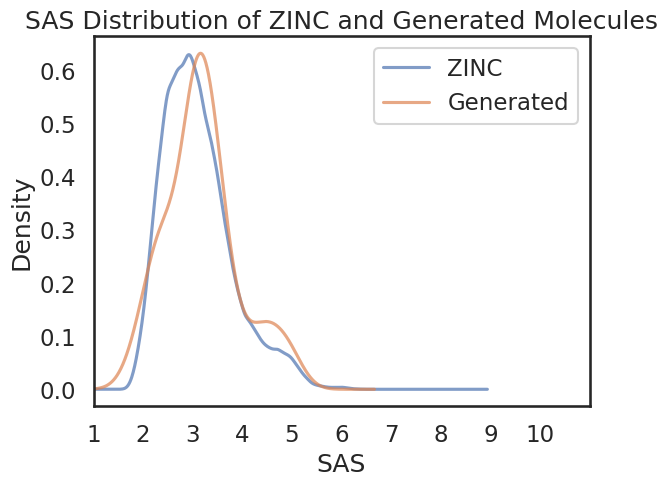 SAS Distribution of ZINC and Generated Molecules
ZINC
Generated
Density
0.6
0.5
0.4
0.3
0.2
0.1
0.0
1 2 3 4 5 6 7 8 9 10
SAS